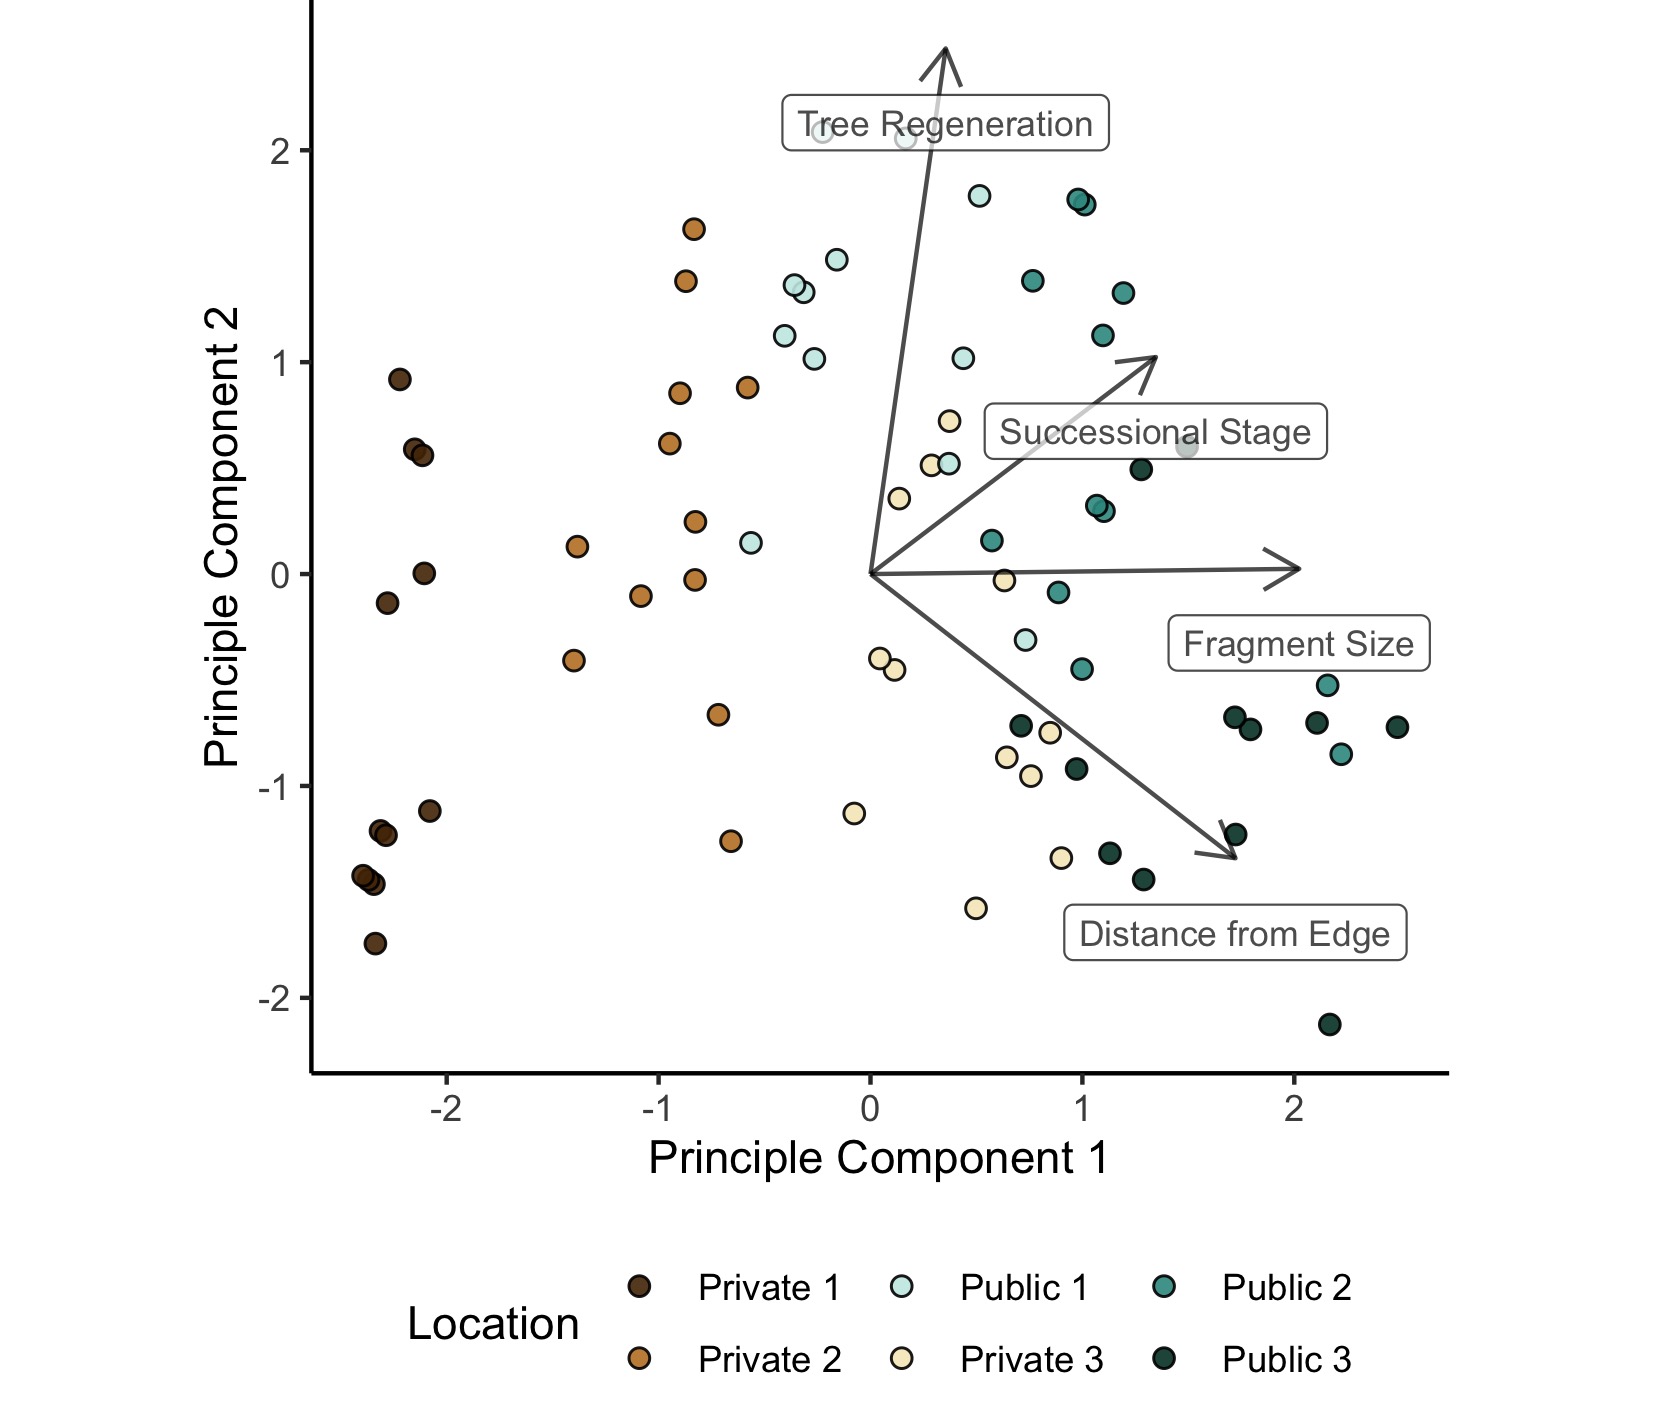 Tree Regeneration
Successional Stage
Fragment Size
Distance from Edge
Principle Component 2
2
1
0
-1
-2
-2
-1
0
1
2
Principle Component 1
Location
Private 1
Public 1
Public 2
Private 2
Private 3
Public 3